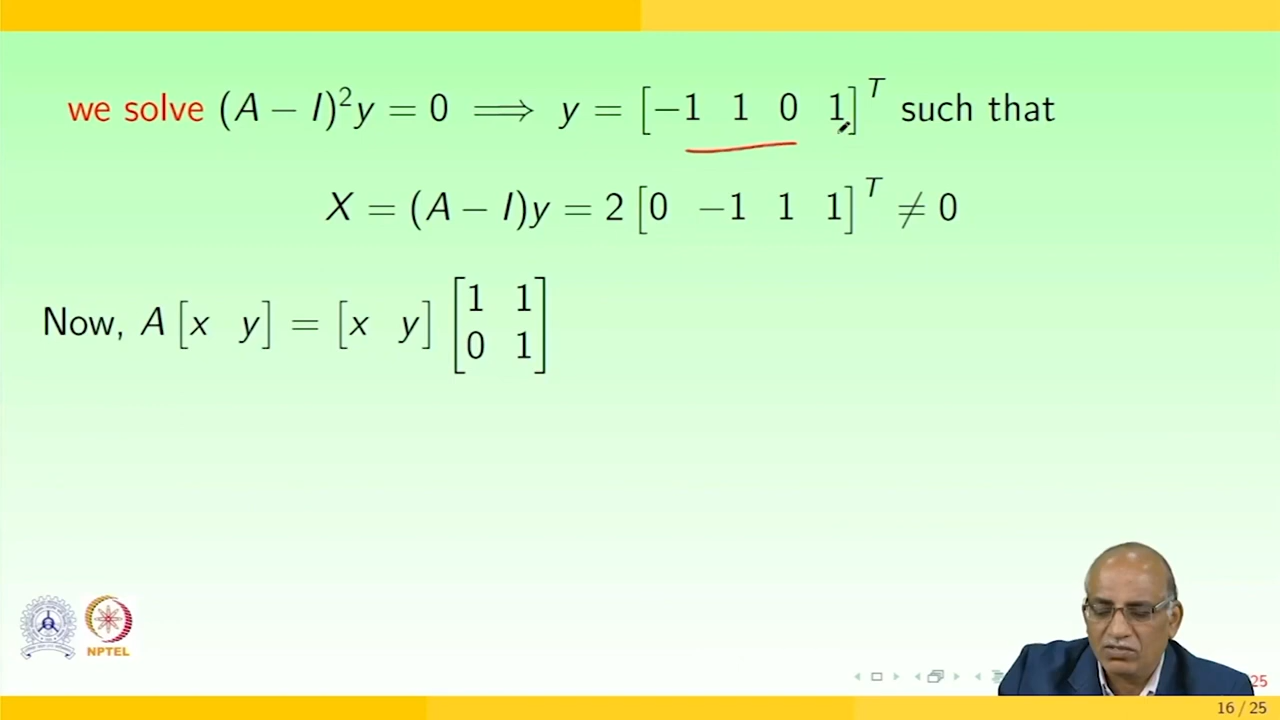 we solve (A − I)²y = 0 ⟹ y = [−1 1 0 1]ᵀ such that
X = (A − I)y = 2 [0 −1 1 1]ᵀ ≠ 0
Now, A [x y] = [x y] [1 1
0 1]
NPTEL
25
16 / 25